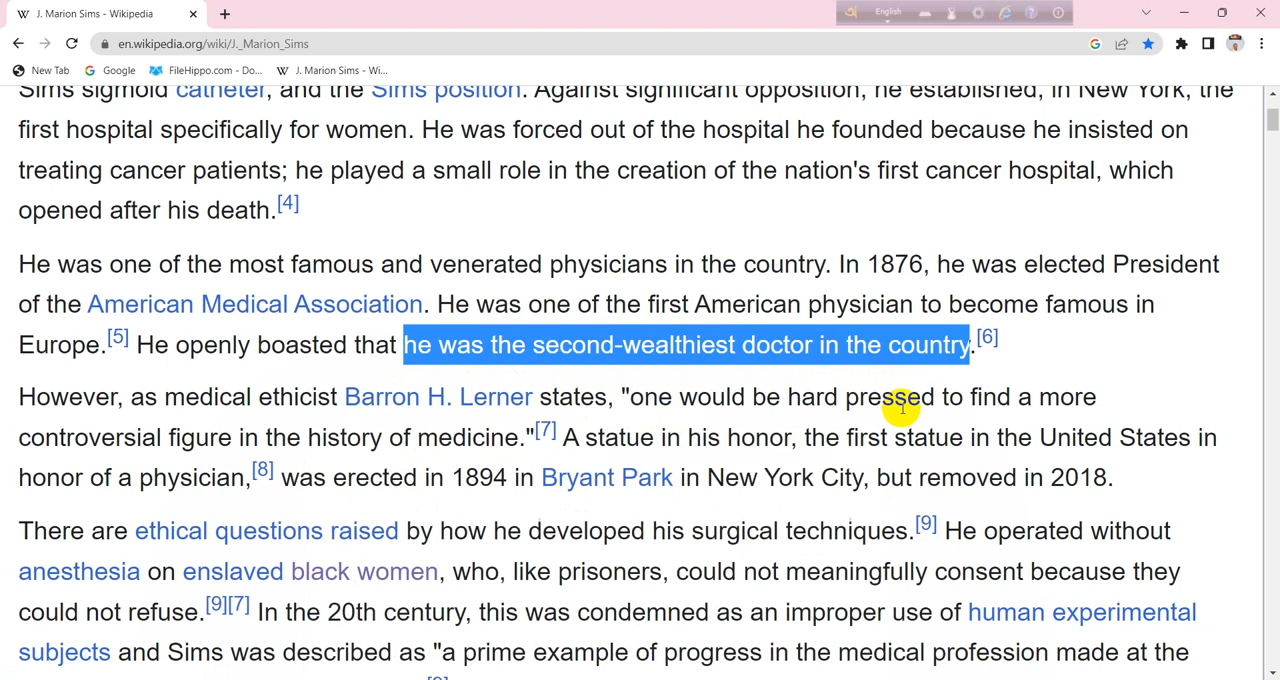 J. Marion Sims - Wikipedia
English
en.wikipedia.org/wiki/J._Marion_Sims
New Tab Google FileHippo.com - Do... J. Marion Sims - Wi...
Sims sigmoid catheter, and the Sims position. Against significant opposition, he established, in New York, the
first hospital specifically for women. He was forced out of the hospital he founded because he insisted on
treating cancer patients; he played a small role in the creation of the nation's first cancer hospital, which
opened after his death.[4]
He was one of the most famous and venerated physicians in the country. In 1876, he was elected President
of the American Medical Association. He was one of the first American physician to become famous in
Europe.[5] He openly boasted that he was the second-wealthiest doctor in the country.[6]
However, as medical ethicist Barron H. Lerner states, "one would be hard pressed to find a more
controversial figure in the history of medicine."[7] A statue in his honor, the first statue in the United States in
honor of a physician,[8] was erected in 1894 in Bryant Park in New York City, but removed in 2018.
There are ethical questions raised by how he developed his surgical techniques.[9] He operated without
anesthesia on enslaved black women, who, like prisoners, could not meaningfully consent because they
could not refuse.[9][7] In the 20th century, this was condemned as an improper use of human experimental
subjects and Sims was described as "a prime example of progress in the medical profession made at the